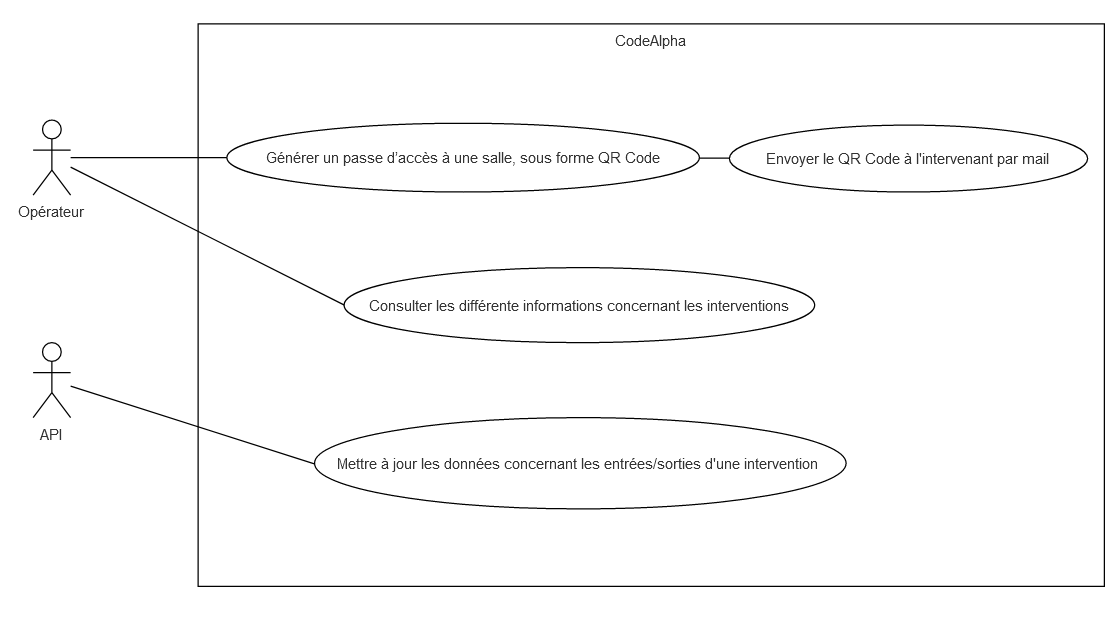 CodeAlpha
Générer un passe d'accès à une salle, sous forme QR Code
Envoyer le QR Code à l'intervenant par mail
Opérateur
Consulter les différente informations concernant les interventions
API
Mettre à jour les données concernant les entrées/sorties d'une intervention